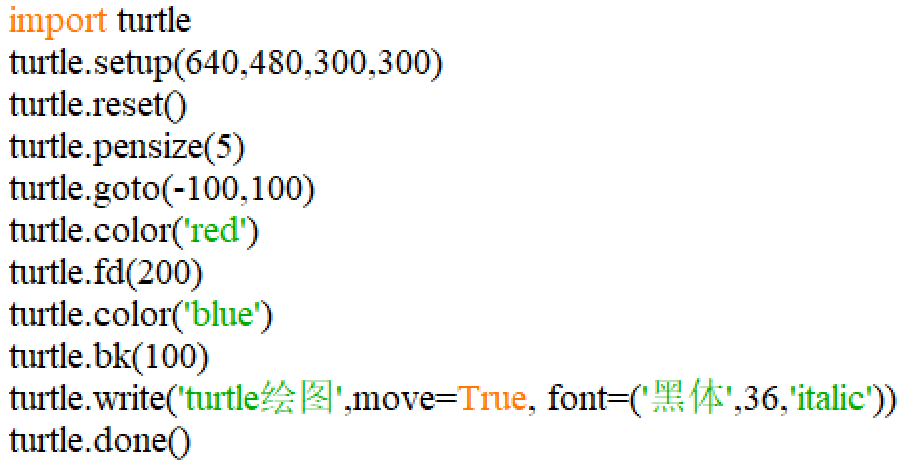 import turtle
turtle.setup(640,480,300,300)
turtle.reset()
turtle.pensize(5)
turtle.goto(-100,100)
turtle.color('red')
turtle.fd(200)
turtle.color('blue')
turtle.bk(100)
turtle.write('turtle绘图',move=True, font=('黑体',36,'italic'))
turtle.done()